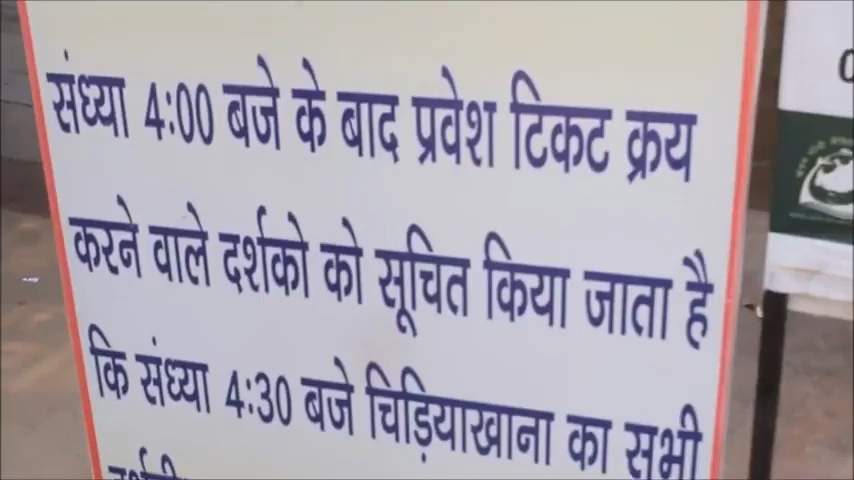 संध्या 4:00 बजे के बाद प्रवेश टिकट क्रय
करने वाले दर्शको को सूचित किया जाता है
कि संध्या 4:30 बजे चिड़ियाखाना का सभी